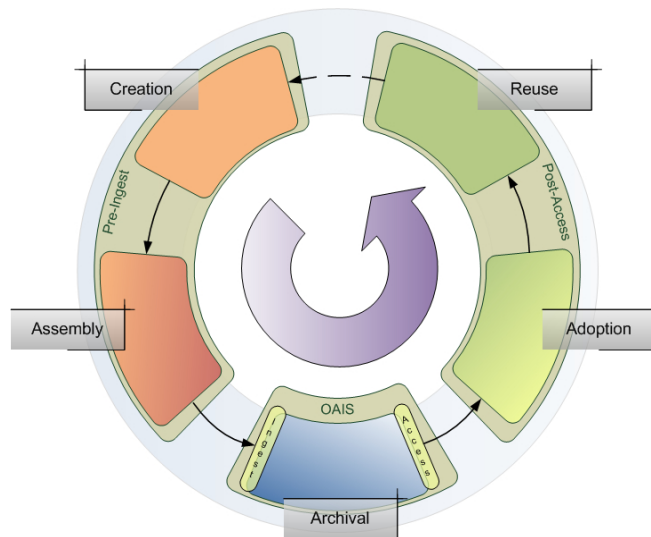 Creation
Reuse
Pre-Ingest
Post-Access
Assembly
Adoption
OAIS
Ingest
Access
Archival